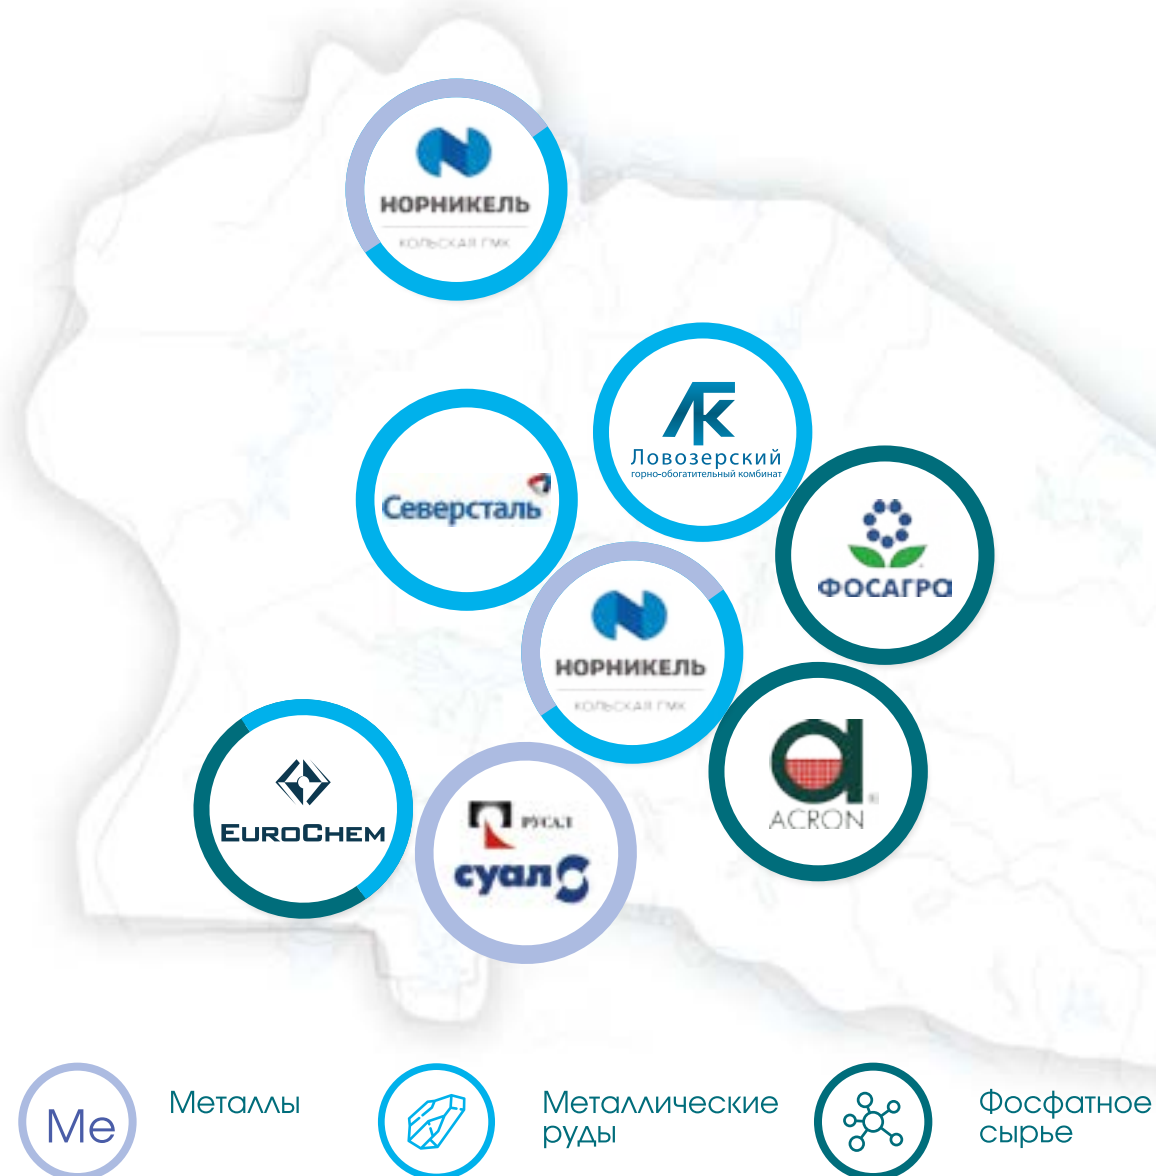 НОРНИКЕЛЬ
КОЛЬСКАЯ ГМК
Ловозерский
горно-обогатительный комбинат
Северсталь
ФОСАГРО
НОРНИКЕЛЬ
КОЛЬСКАЯ ГМК
ACRON
®
EUROCHEM
РУСАЛ
суал
Me
Металлы
Металлические
руды
Фосфатное
сырье